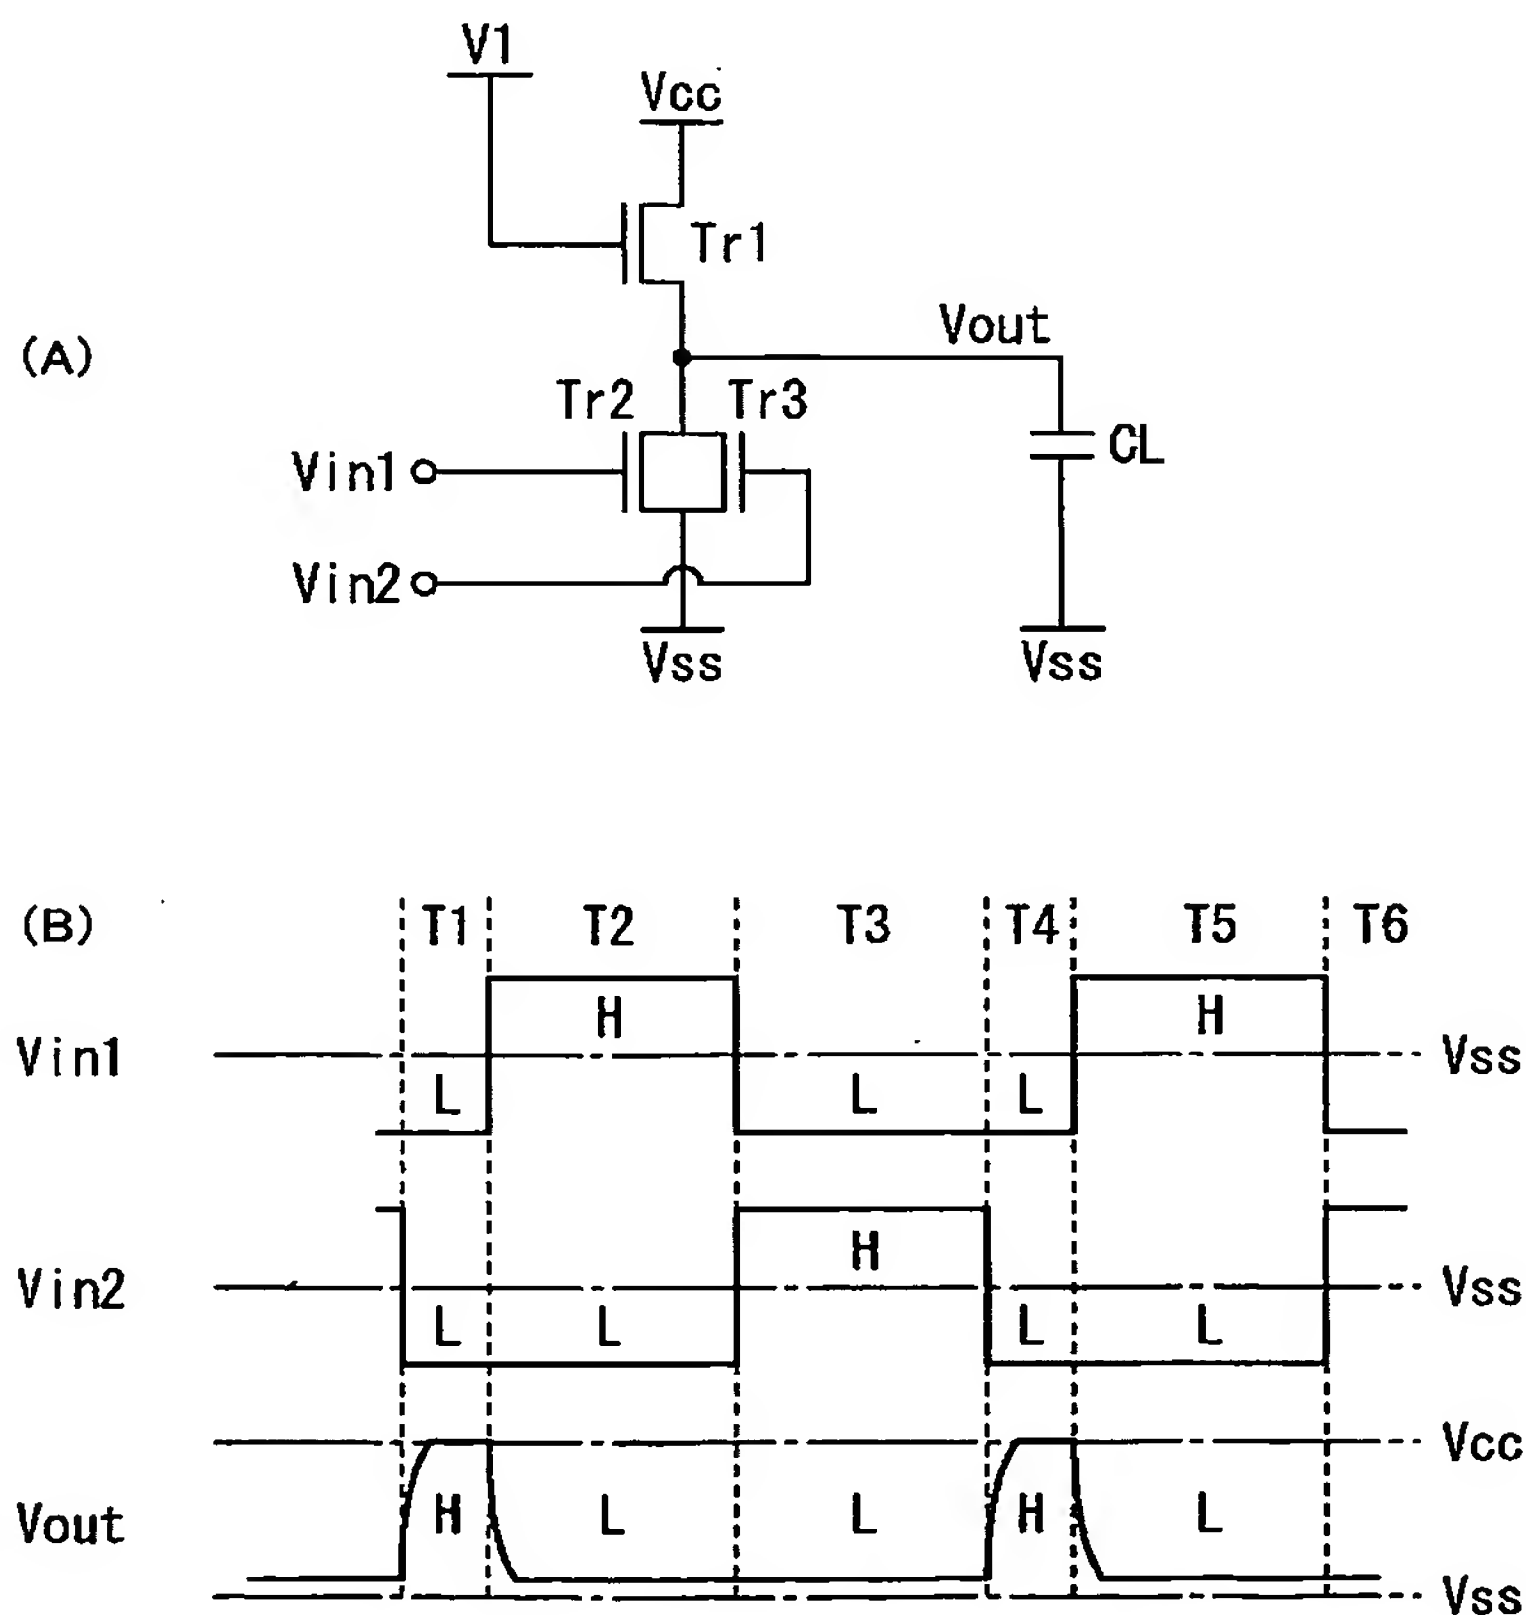 V1
Vcc
Tr1
(A)
Vout
Tr2 Tr3
CL
Vin1
Vin2
Vss Vss
(B) T1 T2 T3 T4 T5 T6
H H
Vin1 Vss
L L L
H
Vin2 Vss
L L L L
Vcc
Vout H L L H L
Vss